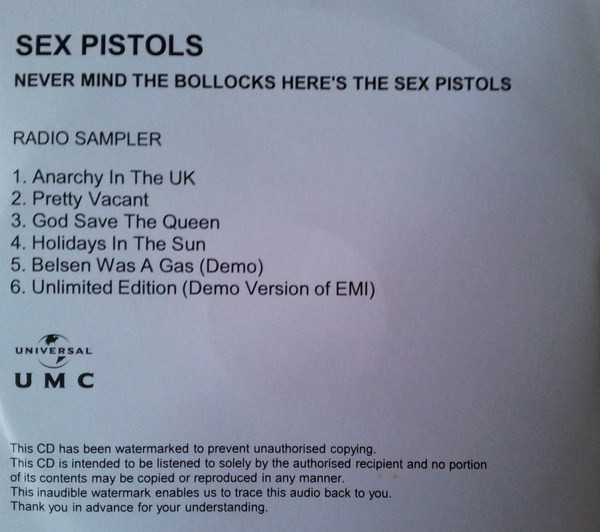 SEX PISTOLS
NEVER MIND THE BOLLOCKS HERE'S THE SEX PISTOLS
RADIO SAMPLER
1. Anarchy In The UK
2. Pretty Vacant
3. God Save The Queen
4. Holidays In The Sun
5. Belsen Was A Gas (Demo)
6. Unlimited Edition (Demo Version of EMI)
UNIVERSAL
UMC
This CD has been watermarked to prevent unauthorised copying.
This CD is intended to be listened to solely by the authorised recipient and no portion
of its contents may be copied or reproduced in any manner.
This inaudible watermark enables us to trace this audio back to you.
Thank you in advance for your understanding.